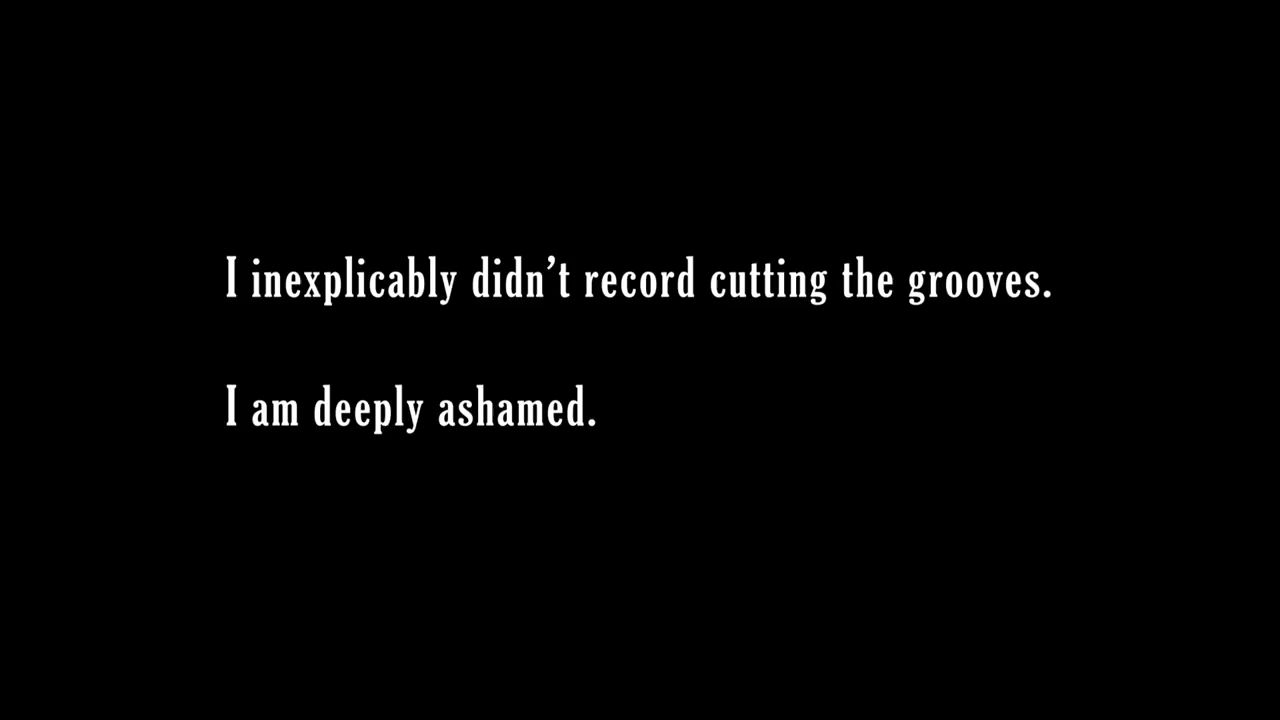 I inexplicably didn’t record cutting the grooves.
I am deeply ashamed.